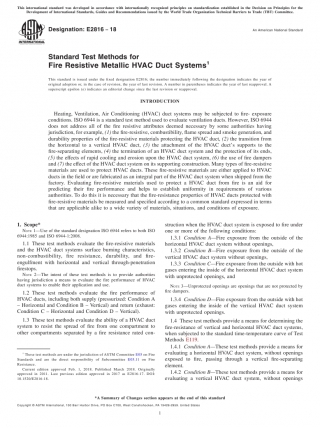 This international standard was developed in accordance with internationally recognized principles on standardization established in the Decision on Principles for the
Development of International Standards, Guides and Recommendations issued by the World Trade Organization Technical Barriers to Trade (TBT) Committee.
INTERNATIONAL
Designation: E2816 − 18
An American National Standard
Standard Test Methods for
Fire Resistive Metallic HVAC Duct Systems1
This standard is issued under the fixed designation E2816; the number immediately following the designation indicates the year of
original adoption or, in the case of revision, the year of last revision. A number in parentheses indicates the year of last reapproval. A
superscript epsilon (ε) indicates an editorial change since the last revision or reapproval.
INTRODUCTION
Heating, Ventilation, Air Conditioning (HVAC) duct systems may be subjected to fire- exposure
conditions. ISO 6944 is a standard test method used to evaluate ventilation ducts. However, ISO 6944
does not address all of the fire resistive attributes deemed necessary by some authorities having
jurisdiction, for example, (1) the fire-resistive, combustibility, flame spread and smoke generation, and
durability properties of the fire-resistive materials protecting the HVAC duct, (2) the transition from
the horizontal to a vertical HVAC duct, (3) the attachment of the HVAC duct's supports to the
fire-separating elements, (4) the termination of an HVAC duct system and the protection of its ends,
(5) the effects of rapid cooling and erosion upon the HVAC duct system, (6) the use of fire dampers
and (7) the effect of the HVAC duct system on its supporting construction. Many types of fire-resistive
materials are used to protect HVAC ducts. These fire-resistive materials are either applied to HVAC
ducts in the field or are fabricated as an integral part of the HVAC duct system when shipped from the
factory. Evaluating fire-resistive materials used to protect a HVAC duct from fire is an aid for
predicting their fire performance and helps to establish uniformity in requirements of various
authorities. To do this it is necessary that the fire-resistance properties of HVAC ducts protected with
fire-resistive materials be measured and specified according to a common standard expressed in terms
that are applicable alike to a wide variety of materials, situations, and conditions of exposure.
1. Scope*
NOTE 1—Use of the standard designation ISO 6944 refers to both ISO
6944:1985 and ISO 6944-1:2008.
1.1 These test methods evaluate the fire-resistive materials
and the HVAC duct systems surface burning characteristics,
non-combustibility, fire resistance, durability, and fire-
engulfment with horizontal and vertical through-penetration
firestops.
NOTE 2—The intent of these test methods is to provide authorities
having jurisdiction a means to evaluate the fire performance of HVAC
duct systems to enable their application and use.
1.2 These test methods evaluate the fire performance of
HVAC ducts, including both supply (pressurized) Condition A
– Horizontal and Condition B – Vertical) and return (exhaust:
Condition C – Horizontal and Condition D – Vertical).
1.3 These test methods evaluate the ability of a HVAC duct
system to resist the spread of fire from one compartment to
other compartments separated by a fire resistance rated con-
struction when the HVAC duct system is exposed to fire under
one or more of the following conditions:
1.3.1 Condition A—Fire exposure from the outside of the
horizontal HVAC duct system without openings,
1.3.2 Condition B—Fire exposure from the outside of the
vertical HVAC duct system without openings,
1.3.3 Condition C—Fire exposure from the outside with hot
gases entering the inside of the horizontal HVAC duct system
with unprotected openings, and
NOTE 3—Unprotected openings are openings that are not protected by
fire dampers.
1.3.4 Condition D—Fire exposure from the outside with hot
gases entering the inside of the vertical HVAC duct system
with unprotected openings.
1.4 These test methods provide a means for determining the
fire-resistance of vertical and horizontal HVAC duct systems,
when subjected to the standard time temperature curve of Test
Methods E119.
1.4.1 Condition A—These test methods provide a means for
evaluating a horizontal HVAC duct system, without openings
exposed to fire, passing through a vertical fire-separating
element.
1.4.2 Condition B—These test methods provide a means for
evaluating a vertical HVAC duct system, without openings
1 These test methods are under the jurisdiction of ASTM Committee E05 on Fire
Standards and are the direct responsibility of Subcommittee E05.11 on Fire
Resistance.
Current edition approved Feb. 1, 2018. Published March 2018. Originally
approved in 2011. Last previous edition approved in 2017 as
*A Summary of Changes section appears at the end of this standard
Copyright © ASTM International, 100 Barr Harbor Drive, PO Box C700, West Conshohocken, PA 19428-2959. United States
1